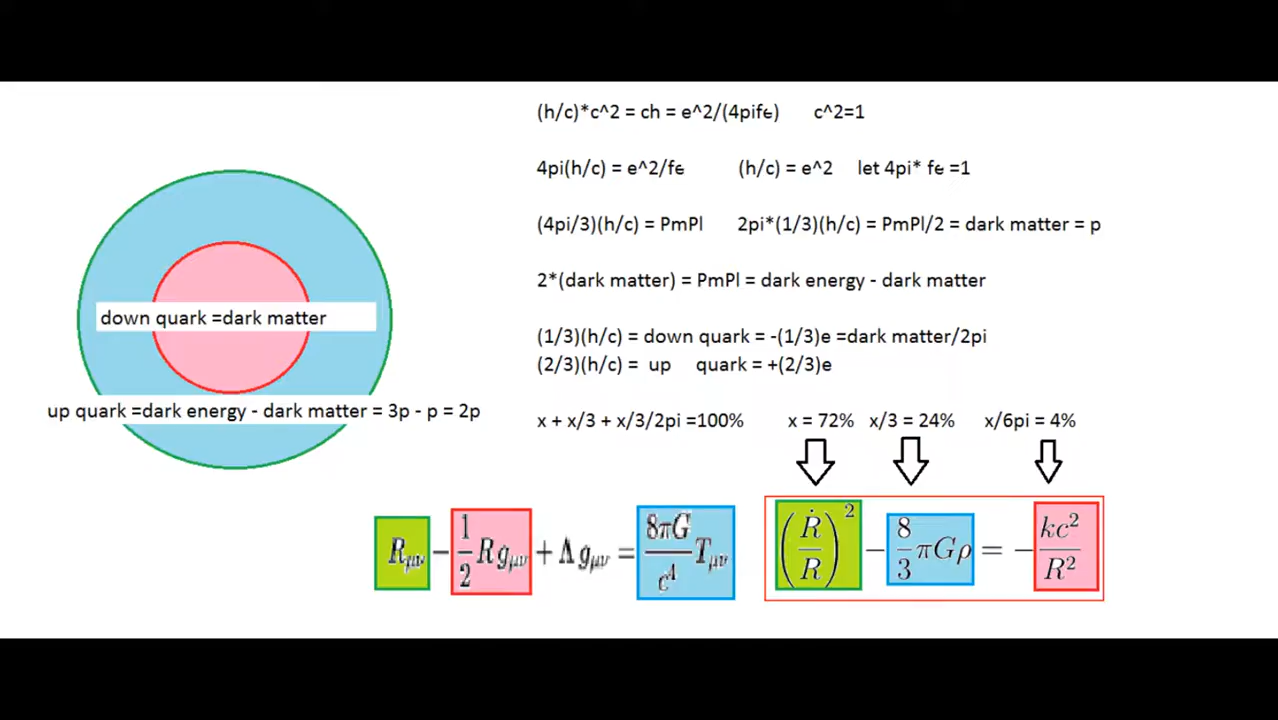 (h/c)*c^2 = ch = e^2/(4pifє) c^2=1
4pi(h/c) = e^2/fє (h/c) = e^2 let 4pi* fє =1
(4pi/3)(h/c) = PmPl 2pi*(1/3)(h/c) = PmPl/2 = dark matter = p
2*(dark matter) = PmPl = dark energy - dark matter
down quark =dark matter
(1/3)(h/c) = down quark = -(1/3)e =dark matter/2pi
(2/3)(h/c) = up quark = +(2/3)e
up quark =dark energy - dark matter = 3p - p = 2p
x + x/3 + x/3/2pi =100% x = 72% x/3 = 24% x/6pi = 4%
R_μν − 1/2 R g_μν + Λ g_μν = 8πG/c^4 T_μν
(Ṙ/R)^2 − 8/3 πGρ = − kc^2/R^2